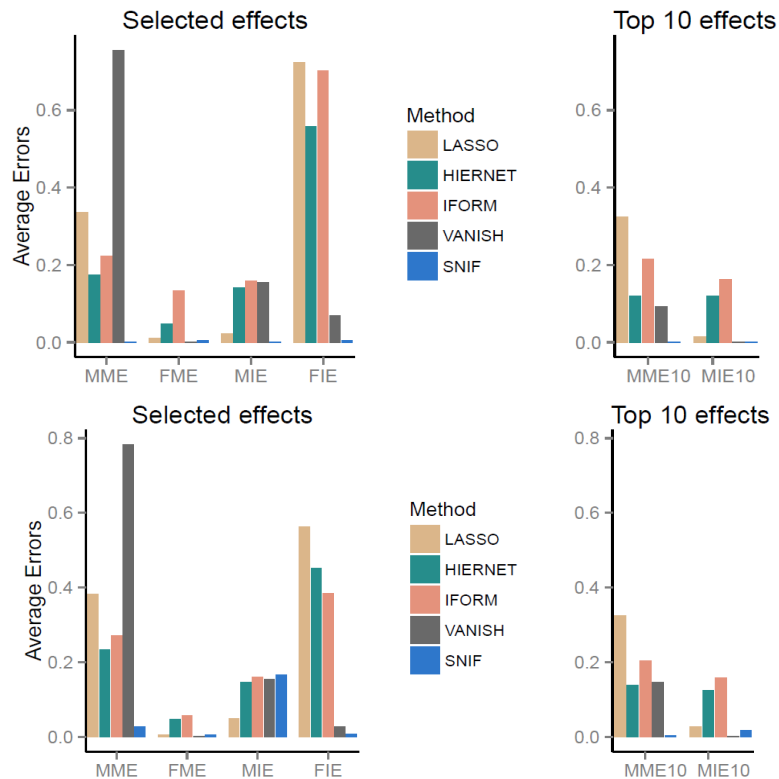 Selected effects
Average Errors
0.6
0.4
0.2
0.0
MME FME MIE FIE
Method
LASSO
HIERNET
IFORM
VANISH
SNIF
Top 10 effects
0.6
0.4
0.2
0.0
MME10 MIE10
Selected effects
Average Errors
0.8
0.6
0.4
0.2
0.0
MME FME MIE FIE
Method
LASSO
HIERNET
IFORM
VANISH
SNIF
Top 10 effects
0.8
0.6
0.4
0.2
0.0
MME10 MIE10